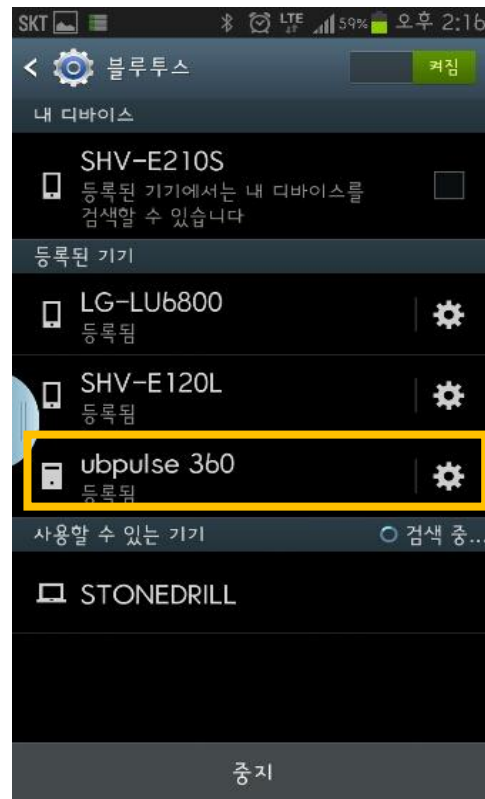 SKT LTE 59% 오후 2:16
< 블루투스 켜짐
내 디바이스
SHV-E210S
등록된 기기에서는 내 디바이스를
검색할 수 있습니다
등록된 기기
LG-LU6800
등록됨
SHV-E120L
등록됨
ubpulse 360
등록됨
사용할 수 있는 기기 검색 중...
STONEDRILL
중지